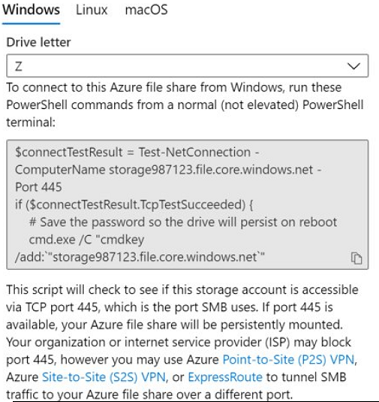 Windows Linux macOS
Drive letter
Z
To connect to this Azure file share from Windows, run these
PowerShell commands from a normal (not elevated) PowerShell
terminal:
$connectTestResult = Test-NetConnection -
ComputerName storage987123.file.core.windows.net -
Port 445
if ($connectTestResult.TcpTestSucceeded) {
# Save the password so the drive will persist on reboot
cmd.exe /C "cmdkey
/add:`"storage987123.file.core.windows.net`"
This script will check to see if this storage account is accessible
via TCP port 445, which is the port SMB uses. If port 445 is
available, your Azure file share will be persistently mounted.
Your organization or internet service provider (ISP) may block
port 445, however you may use Azure Point-to-Site (P2S) VPN,
Azure Site-to-Site (S2S) VPN, or ExpressRoute to tunnel SMB
traffic to your Azure file share over a different port.